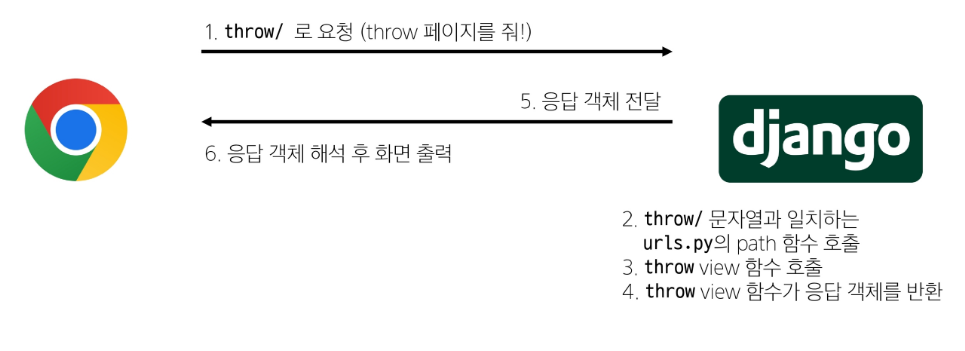 1. throw/ 로 요청 (throw 페이지를 줘!)
5. 응답 객체 전달
django
6. 응답 객체 해석 후 화면 출력
2. throw/ 문자열과 일치하는
urls.py의 path 함수 호출
3. throw view 함수 호출
4. throw view 함수가 응답 객체를 반환